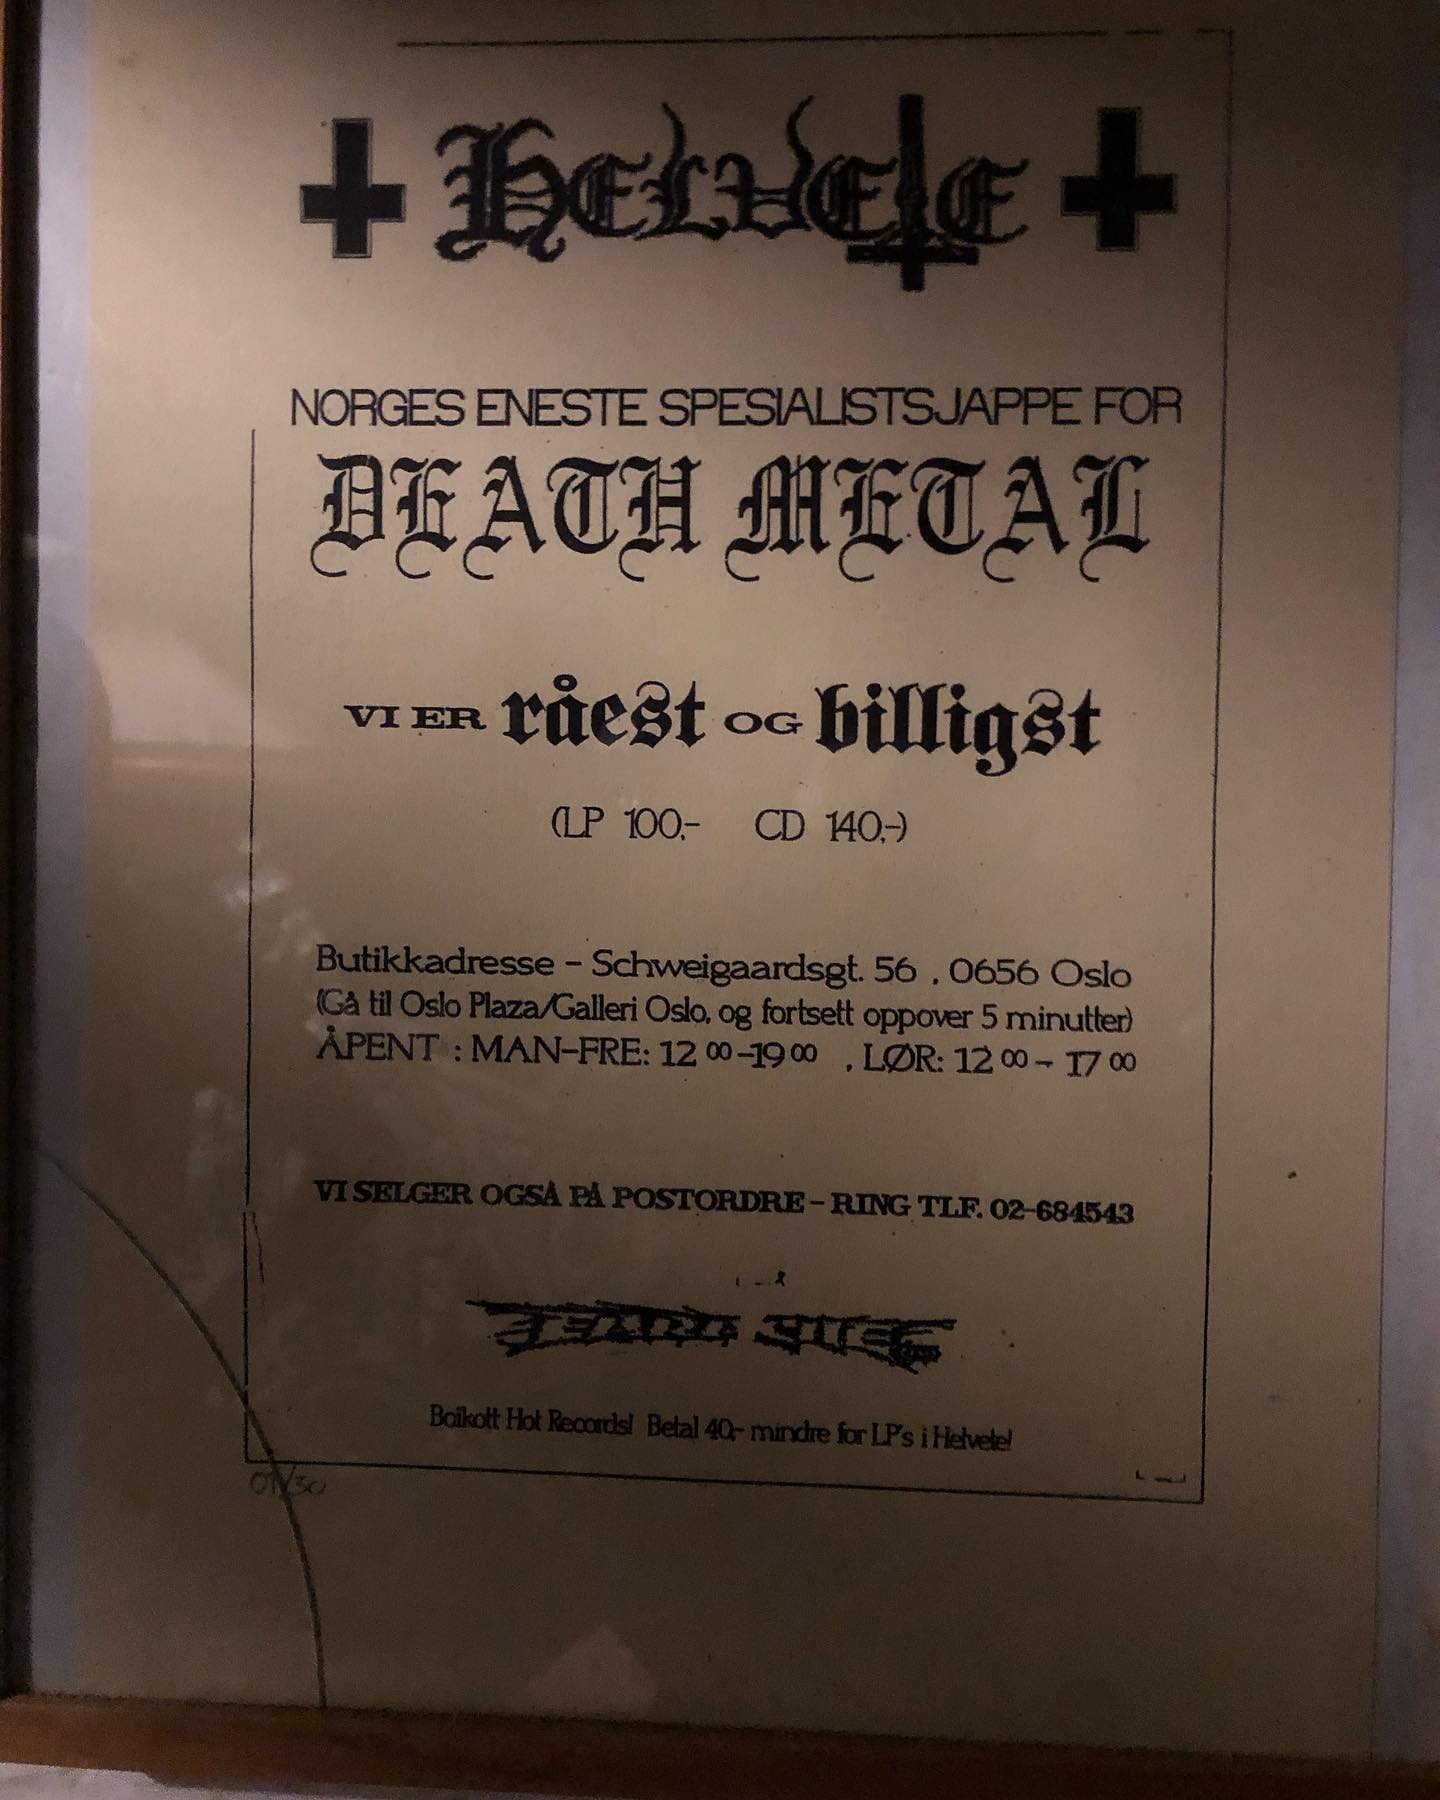 Helvete
NORGES ENESTE SPESIALISTSJAPPE FOR
DEATH METAL
VI ER råest OG billigst
(LP 100,- CD 140,-)
Butikkadresse - Schweigaardsgt. 56 , 0656 Oslo
(Gå til Oslo Plaza/Galleri Oslo, og fortsett oppover 5 minutter)
ÅPENT : MAN-FRE: 12 00 -19 00 , LØR: 12 00 - 17 00
VI SELGER OGSÅ PÅ POSTORDRE - RING TLF. 02-684543
Boikott Hot Records! Betal 40,- mindre for LP's i Helvete!